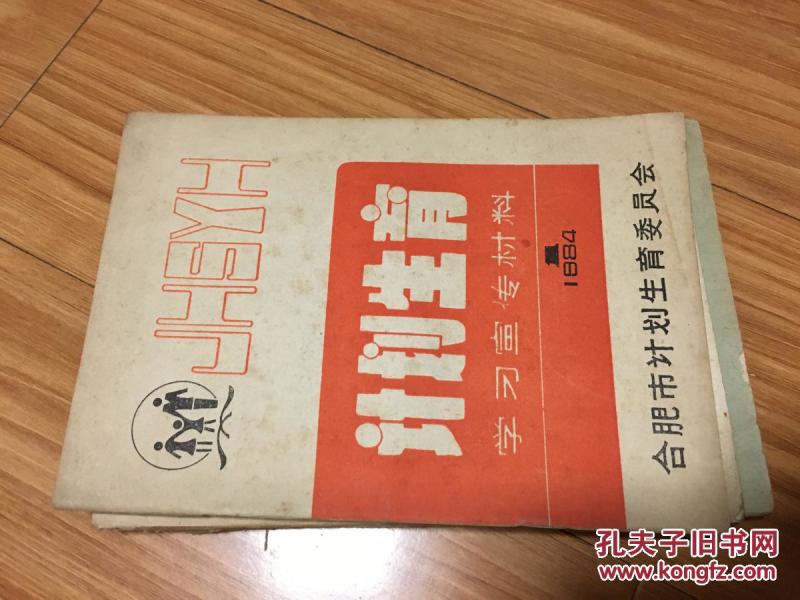 JHSYH
计划生育
学习宣传材料
1
1984
合肥市计划生育委员会
孔夫子旧书网
www.kongfz.com